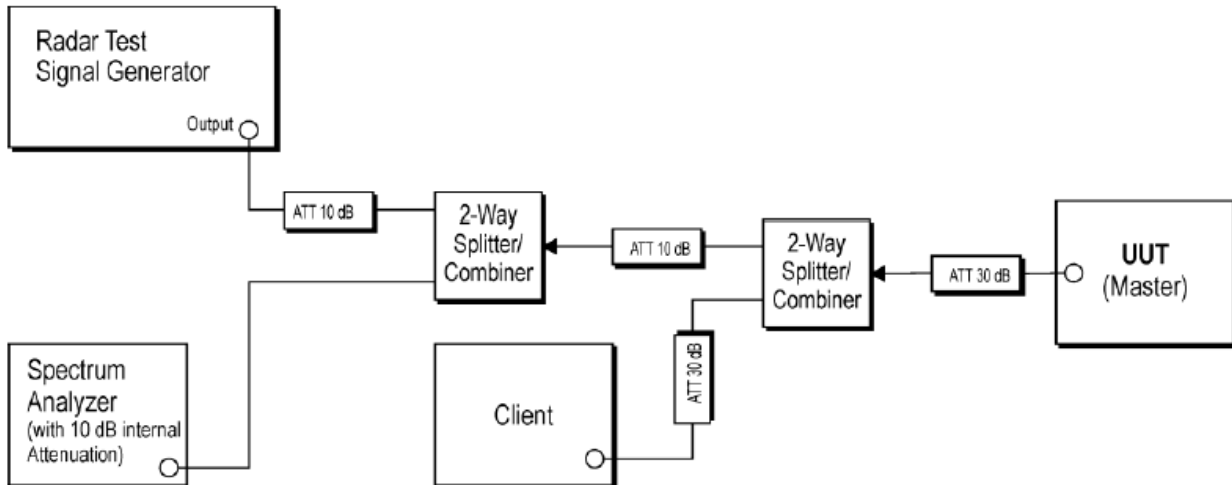 Radar Test
Signal Generator
Output
ATT 10 dB
2-Way
Splitter/
Combiner
ATT 10 dB
2-Way
Splitter/
Combiner
ATT 30 dB
UUT
(Master)
ATT 30 dB
Spectrum
Analyzer
(with 10 dB internal
Attenuation)
Client